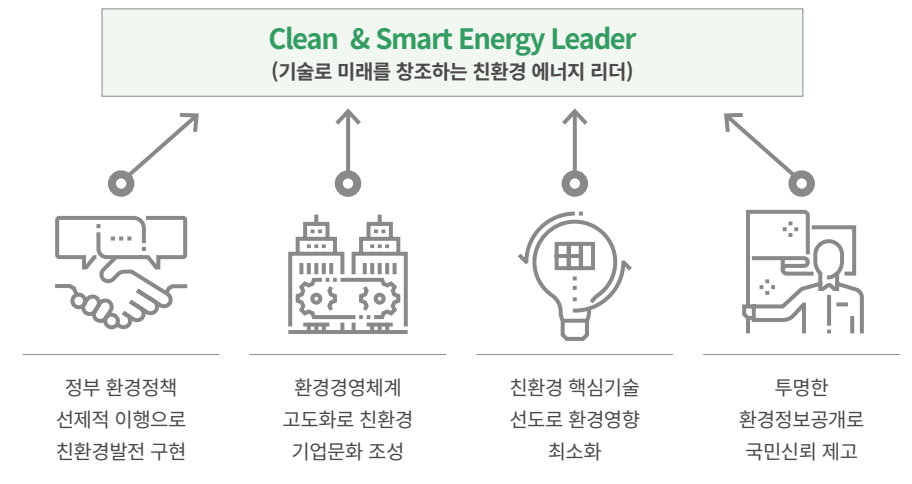 Clean & Smart Energy Leader
(기술로 미래를 창조하는 친환경 에너지 리더)
정부 환경정책
선제적 이행으로
친환경발전 구현
환경경영체계
고도화로 친환경
기업문화 조성
친환경 핵심기술
선도로 환경영향
최소화
투명한
환경정보공개로
국민신뢰 제고